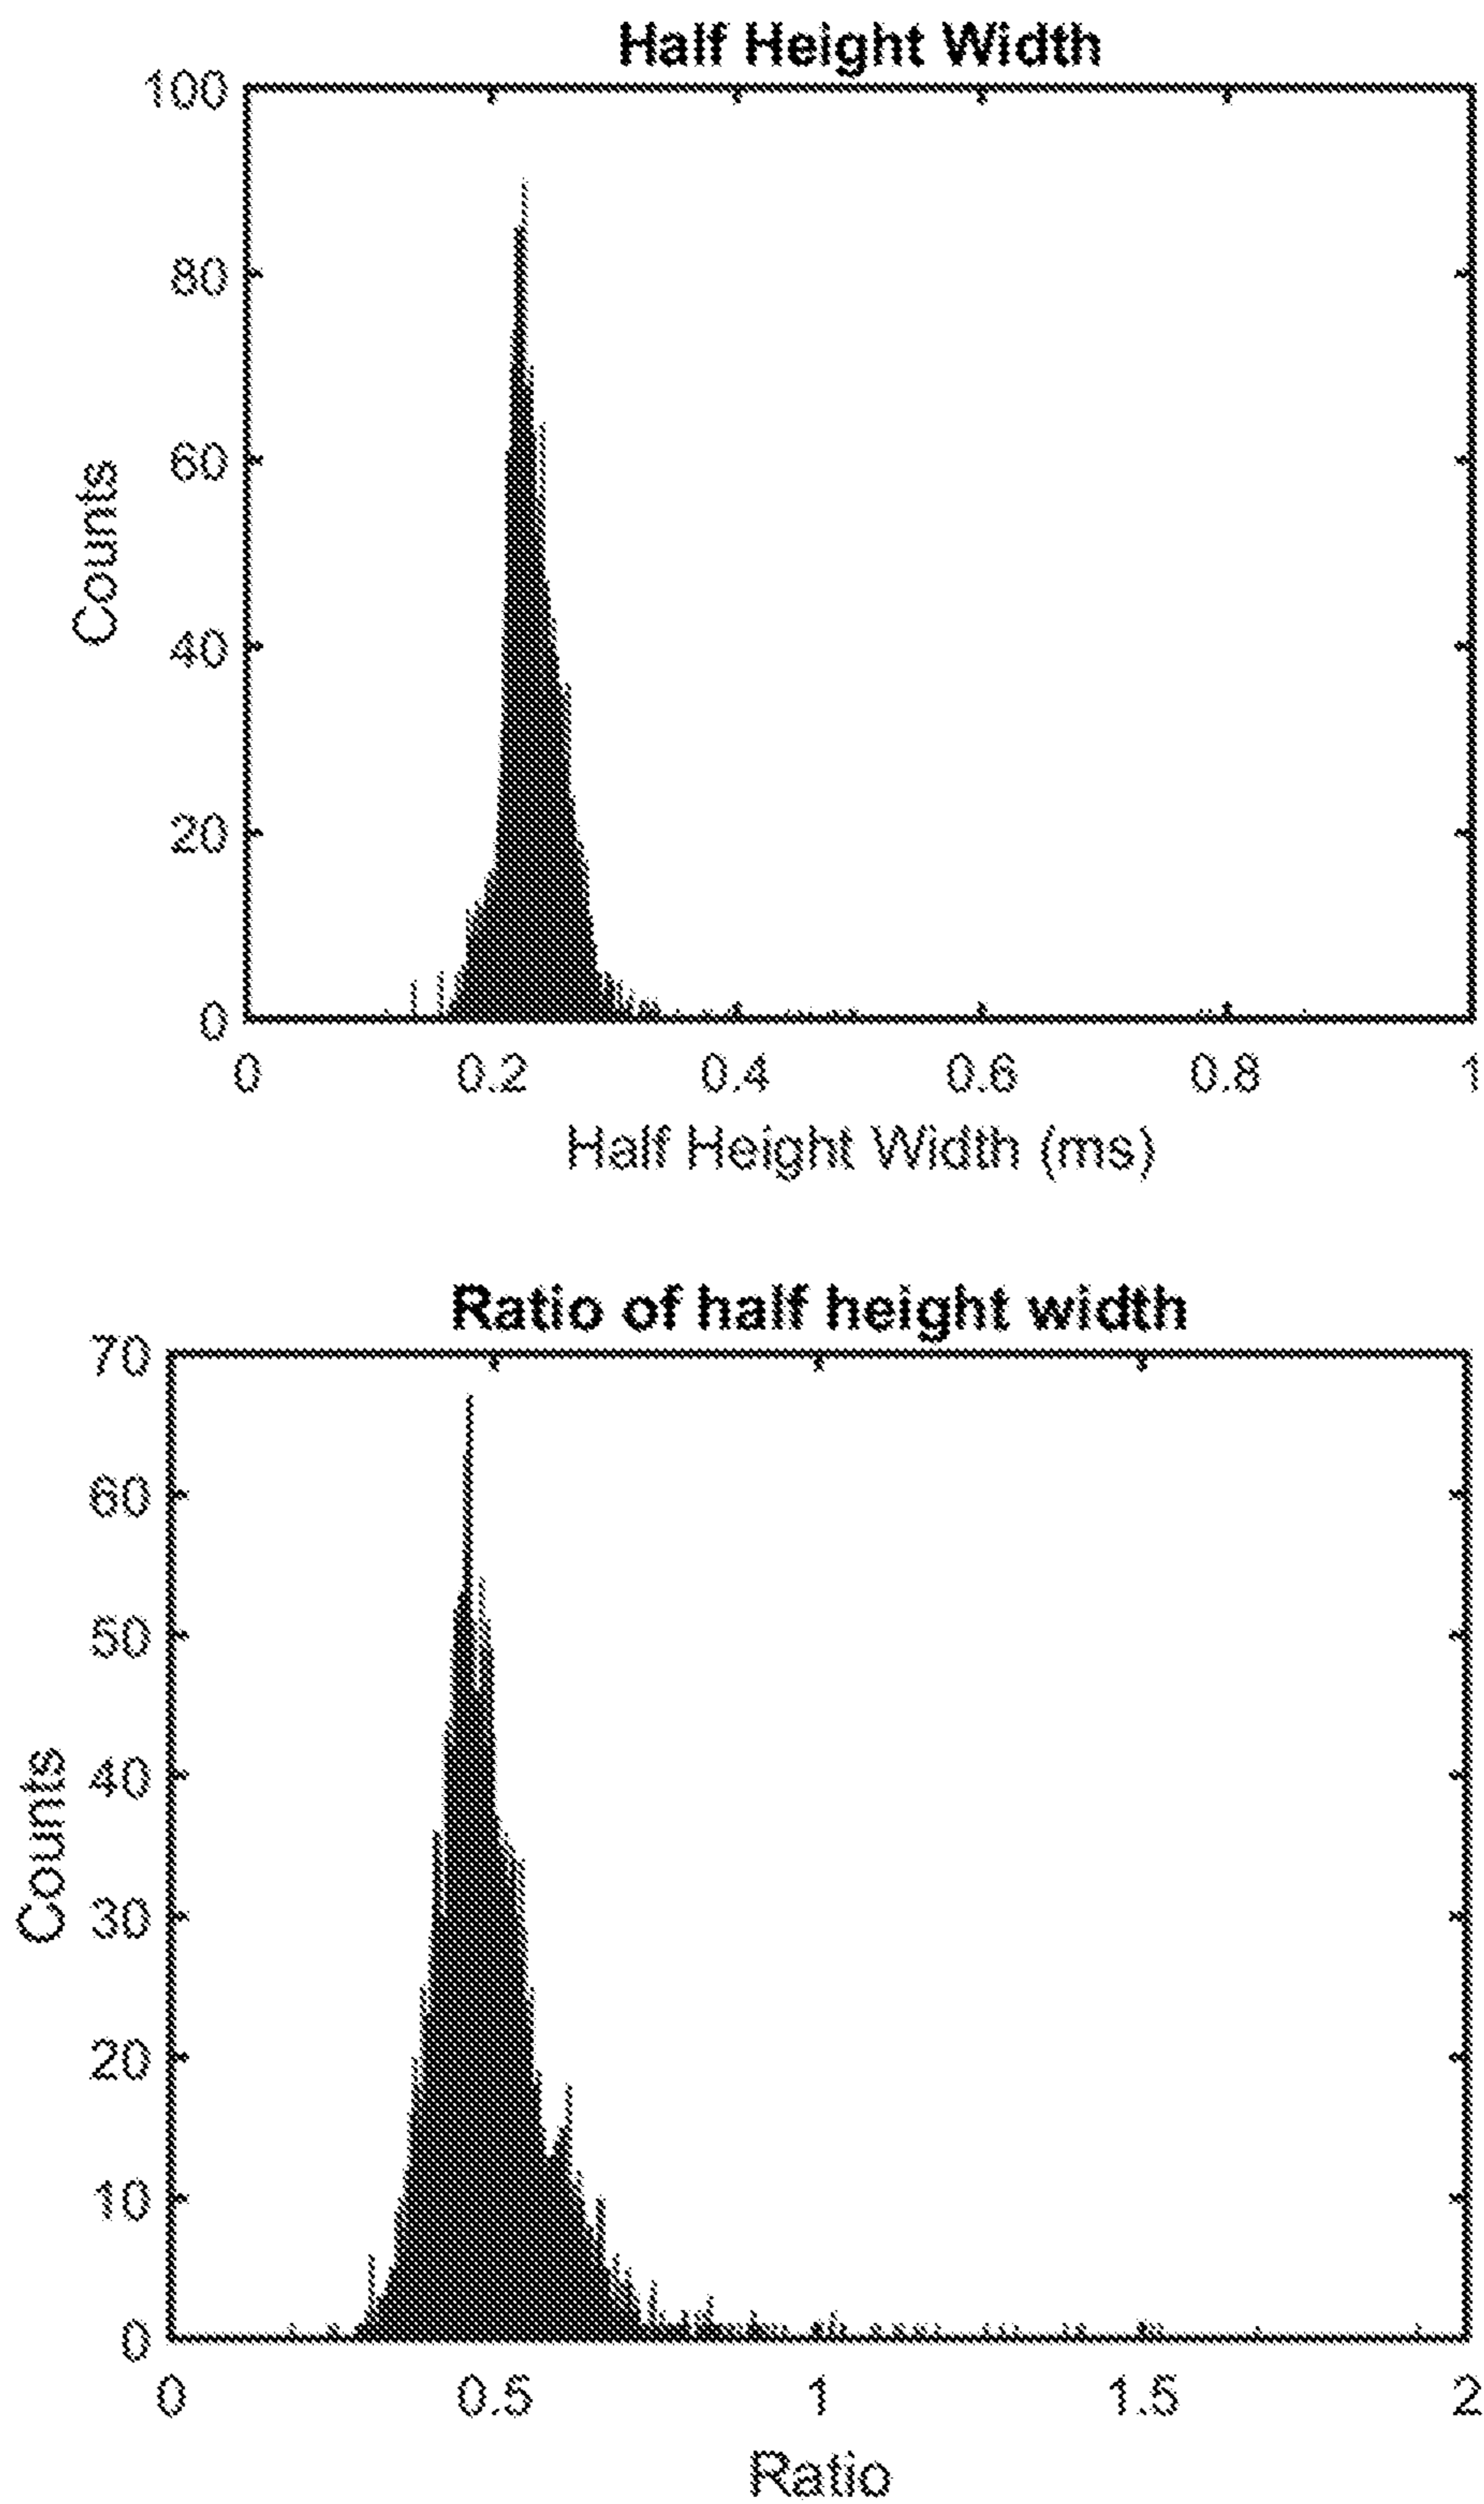 Half Height Width
100
80
60
40
20
0
Counts
0 0.2 0.4 0.6 0.8 1
Half Height Width (ms)
Ratio of half height width
70
60
50
40
30
20
10
0
Counts
0 0.5 1 1.5 2
Ratio